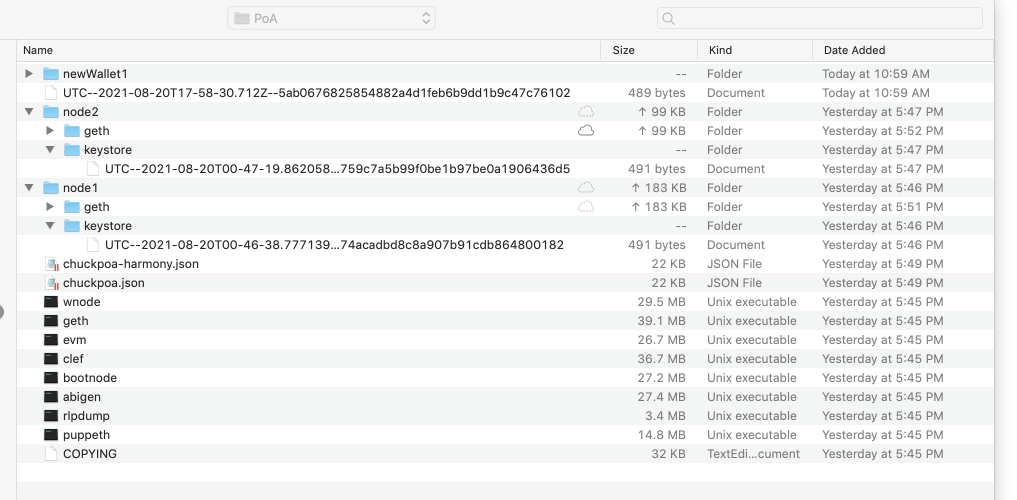 PoA
Name Size Kind Date Added
newWallet1 -- Folder Today at 10:59 AM
UTC--2021-08-20T17-58-30.712Z--5ab0676825854882a4d1feb6b9dd1b9c47c76102 489 bytes Document Today at 10:59 AM
node2 ↑ 99 KB Folder Yesterday at 5:47 PM
geth ↑ 99 KB Folder Yesterday at 5:52 PM
keystore -- Folder Yesterday at 5:47 PM
UTC--2021-08-20T00-47-19.862058...759c7a5b99f0be1b97be0a1906436d5 491 bytes Document Yesterday at 5:47 PM
node1 ↑ 183 KB Folder Yesterday at 5:46 PM
geth ↑ 183 KB Folder Yesterday at 5:51 PM
keystore -- Folder Yesterday at 5:46 PM
UTC--2021-08-20T00-46-38.777139...74acadbd8c8a907b91cdb864800182 491 bytes Document Yesterday at 5:46 PM
chuckpoa-harmony.json 22 KB JSON File Yesterday at 5:49 PM
chuckpoa.json 22 KB JSON File Yesterday at 5:49 PM
wnode 29.5 MB Unix executable Yesterday at 5:45 PM
geth 39.1 MB Unix executable Yesterday at 5:45 PM
evm 26.7 MB Unix executable Yesterday at 5:45 PM
clef 36.7 MB Unix executable Yesterday at 5:45 PM
bootnode 27.2 MB Unix executable Yesterday at 5:45 PM
abigen 27.4 MB Unix executable Yesterday at 5:45 PM
rlpdump 3.4 MB Unix executable Yesterday at 5:45 PM
puppeth 14.8 MB Unix executable Yesterday at 5:45 PM
COPYING 32 KB TextEdi...cument Yesterday at 5:45 PM